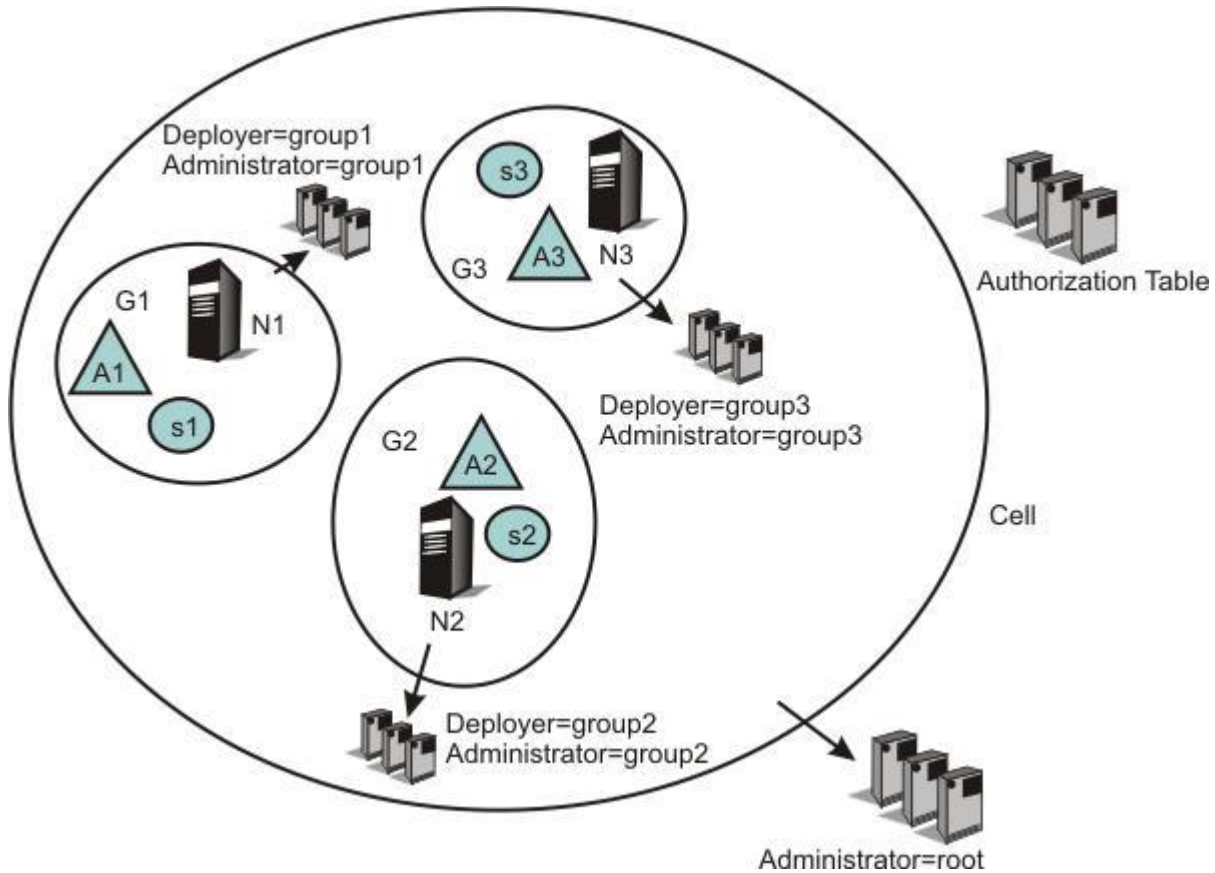 Deployer=group1
Administrator=group1
s3
A3
N3
G3
Authorization Table
G1
N1
A1
s1
Deployer=group3
Administrator=group3
G2
A2
s2
N2
Cell
Deployer=group2
Administrator=group2
Administrator=root